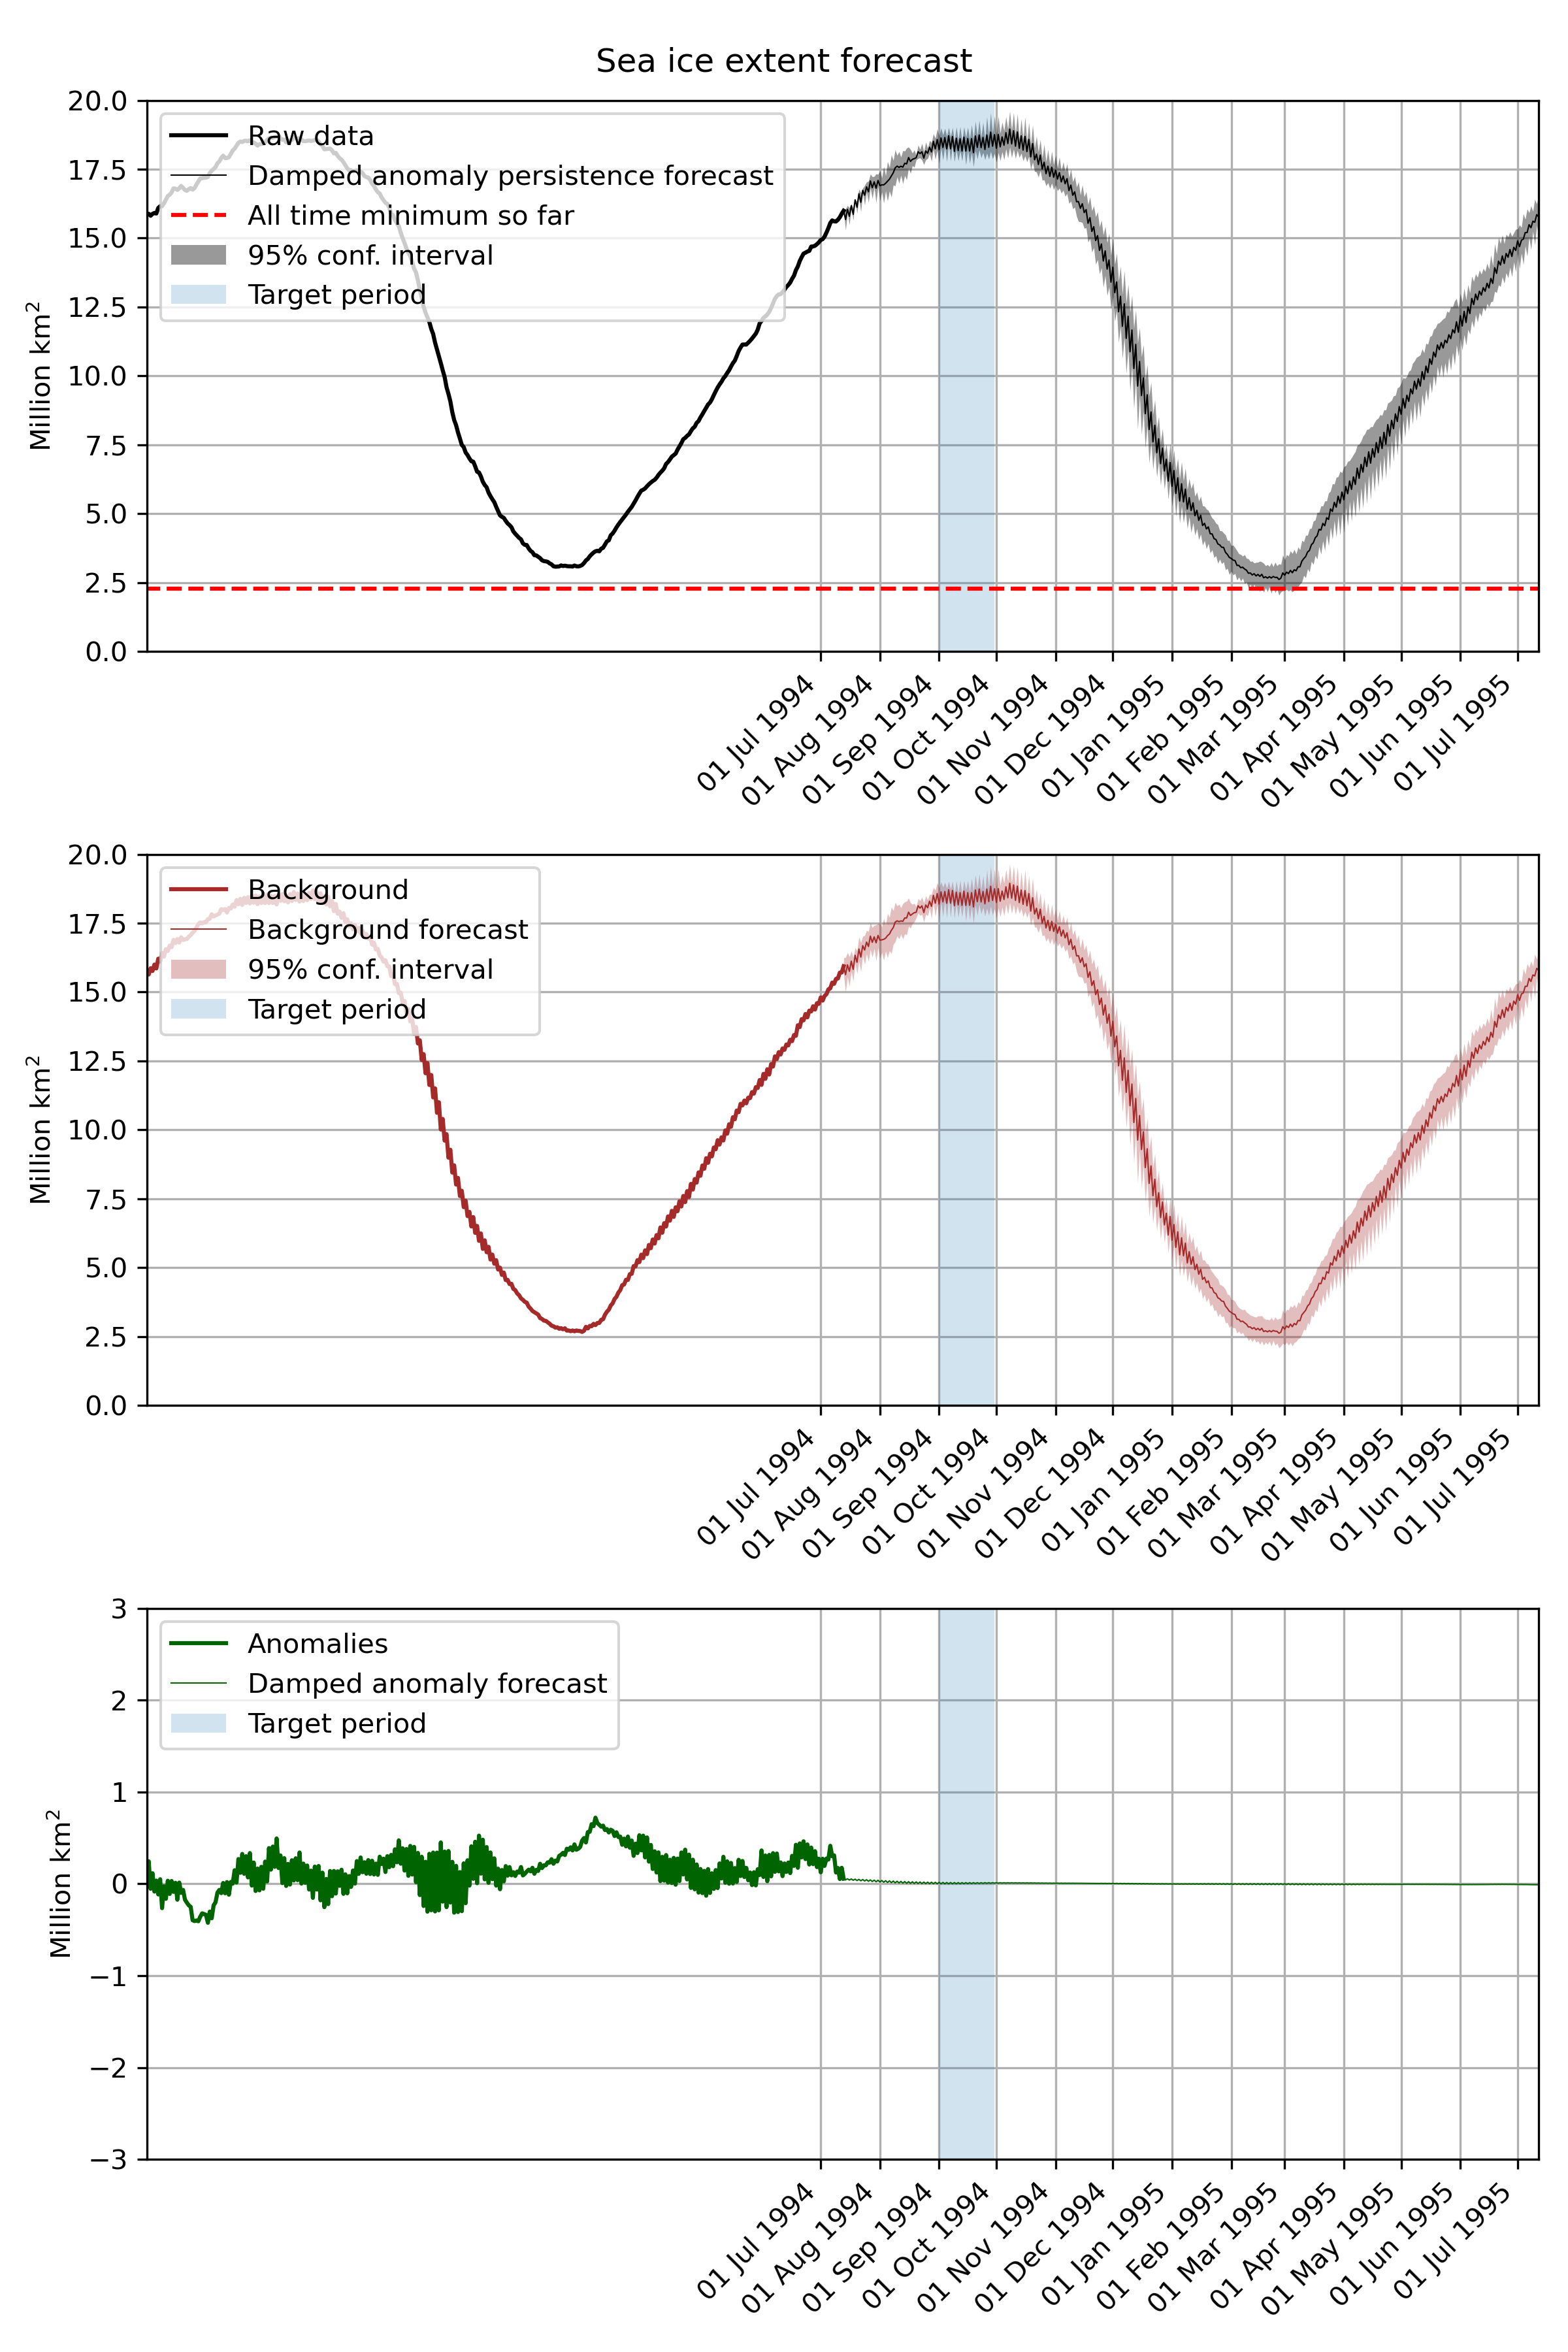 Sea ice extent forecast
20.0
17.5
15.0
12.5
10.0
7.5
5.0
2.5
0.0
Million km²
Raw data
Damped anomaly persistence forecast
All time minimum so far
95% conf. interval
Target period
01 Jul 1994
01 Aug 1994
01 Sep 1994
01 Oct 1994
01 Nov 1994
01 Dec 1994
01 Jan 1995
01 Feb 1995
01 Mar 1995
01 Apr 1995
01 May 1995
01 Jun 1995
01 Jul 1995
20.0
17.5
15.0
12.5
10.0
7.5
5.0
2.5
0.0
Million km²
Background
Background forecast
95% conf. interval
Target period
01 Jul 1994
01 Aug 1994
01 Sep 1994
01 Oct 1994
01 Nov 1994
01 Dec 1994
01 Jan 1995
01 Feb 1995
01 Mar 1995
01 Apr 1995
01 May 1995
01 Jun 1995
01 Jul 1995
3
2
1
0
−1
−2
−3
Million km²
Anomalies
Damped anomaly forecast
Target period
01 Jul 1994
01 Aug 1994
01 Sep 1994
01 Oct 1994
01 Nov 1994
01 Dec 1994
01 Jan 1995
01 Feb 1995
01 Mar 1995
01 Apr 1995
01 May 1995
01 Jun 1995
01 Jul 1995